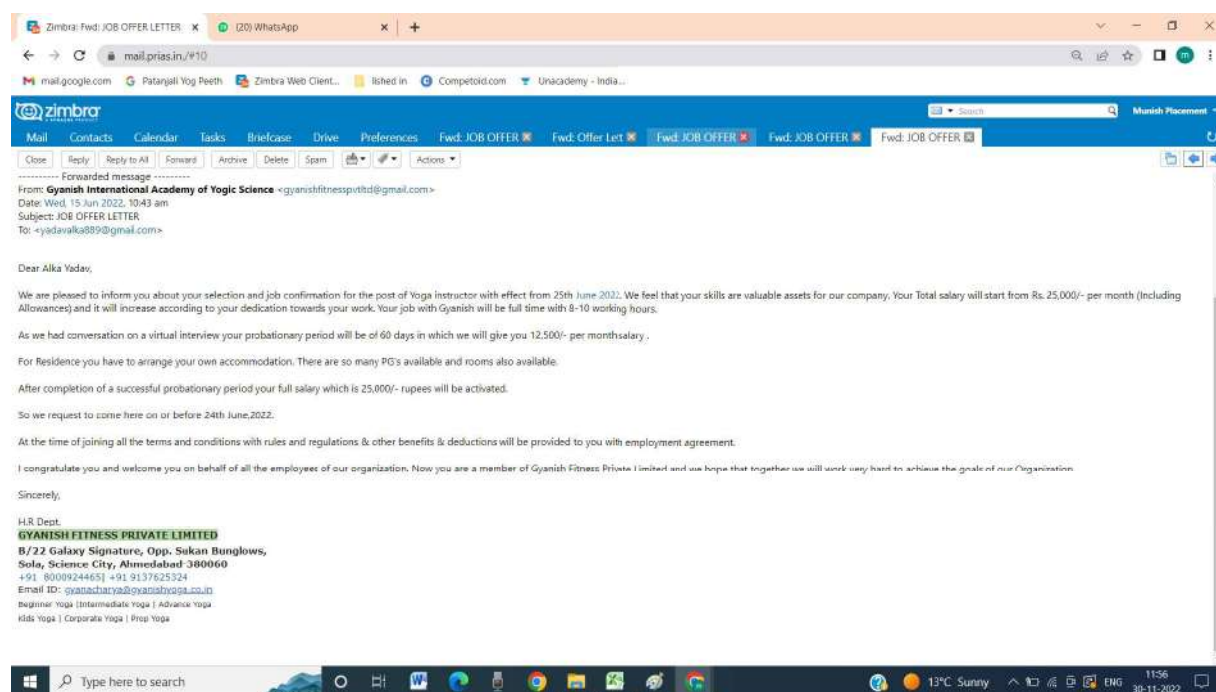 Zimbra: Fwd: JOB OFFER LETTER
(20) WhatsApp
mail.prias.in./#10
mail.google.com Patanjali Yog Peeth Zimbra Web Client... lished in Competoid.com Unacademy - India...
zimbra
Search
Munish Placement
Mail Contacts Calendar Tasks Briefcase Drive Preferences Fwd: JOB OFFER Fwd: Offer Lett Fwd: JOB OFFER Fwd: JOB OFFER Fwd: JOB OFFER
Close Reply Reply to All Forward Archive Delete Spam Actions
---------- Forwarded message ---------
From: Gyanish International Academy of Yogic Science <gyanishfitnesspvtltd@gmail.com>
Date: Wed, 15 Jun 2022, 10:43 am
Subject: JOB OFFER LETTER
To: <yadavalka889@gmail.com>
Dear Alka Yadav,
We are pleased to inform you about your selection and job confirmation for the post of Yoga instructor with effect from 25th June 2022. We feel that your skills are valuable assets for our company. Your Total salary will start from Rs. 25,000/- per month (Including
Allowances) and it will increase according to your dedication towards your work. Your job with Gyanish will be full time with 8-10 working hours.
As we had conversation on a virtual interview your probationary period will be of 60 days in which we will give you 12,500/- per monthsalary .
For Residence you have to arrange your own accommodation. There are so many PG's available and rooms also available.
After completion of a successful probationary period your full salary which is 25,000/- rupees will be activated.
So we request to come here on or before 24th June,2022.
At the time of joining all the terms and conditions with rules and regulations & other benefits & deductions will be provided to you with employment agreement.
I congratulate you and welcome you on behalf of all the employees of our organization. Now you are a member of Gyanish Fitness Private Limited and we hope that together we will work very hard to achieve the goals of our Organization.
Sincerely,
H.R Dept.
GYANISH FITNESS PRIVATE LIMITED
B/22 Galaxy Signature, Opp. Sukan Bunglows,
Sola, Science City, Ahmedabad-380060
+91 8000924465| +91 9137625324
Email ID: gyanacharya@gyanishyoga.co.in
Beginner Yoga |Intermediate Yoga | Advance Yoga
Kids Yoga | Corporate Yoga | Prop Yoga
Type here to search
13°C Sunny
ENG
11:56
30-11-2022